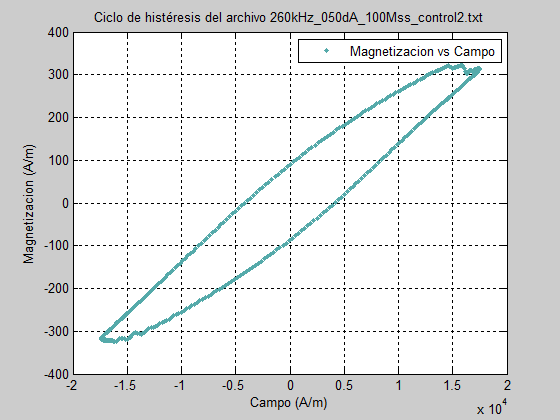 Ciclo de histéresis del archivo 260kHz_050dA_100Mss_control2.txt
Magnetizacion vs Campo
Magnetizacion (A/m)
400
300
200
100
0
-100
-200
-300
-400
-2 -1.5 -1 -0.5 0 0.5 1 1.5 2
x 10^4
Campo (A/m)